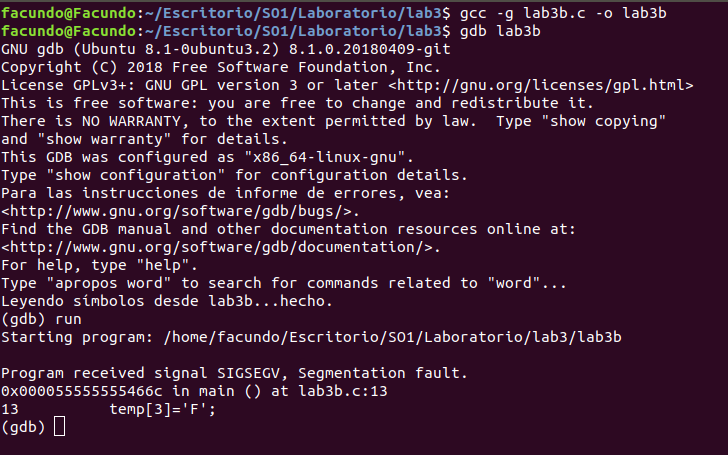 facundo@Facundo:~/Escritorio/SO1/Laboratorio/lab3$ gcc -g lab3b.c -o lab3b
facundo@Facundo:~/Escritorio/SO1/Laboratorio/lab3$ gdb lab3b
GNU gdb (Ubuntu 8.1-0ubuntu3.2) 8.1.0.20180409-git
Copyright (C) 2018 Free Software Foundation, Inc.
License GPLv3+: GNU GPL version 3 or later <http://gnu.org/licenses/gpl.html>
This is free software: you are free to change and redistribute it.
There is NO WARRANTY, to the extent permitted by law.  Type "show copying"
and "show warranty" for details.
This GDB was configured as "x86_64-linux-gnu".
Type "show configuration" for configuration details.
Para las instrucciones de informe de errores, vea:
<http://www.gnu.org/software/gdb/bugs/>.
Find the GDB manual and other documentation resources online at:
<http://www.gnu.org/software/gdb/documentation/>.
For help, type "help".
Type "apropos word" to search for commands related to "word"...
Leyendo símbolos desde lab3b...hecho.
(gdb) run
Starting program: /home/facundo/Escritorio/SO1/Laboratorio/lab3/lab3b

Program received signal SIGSEGV, Segmentation fault.
0x000055555555466c in main () at lab3b.c:13
13          temp[3]='F';
(gdb)